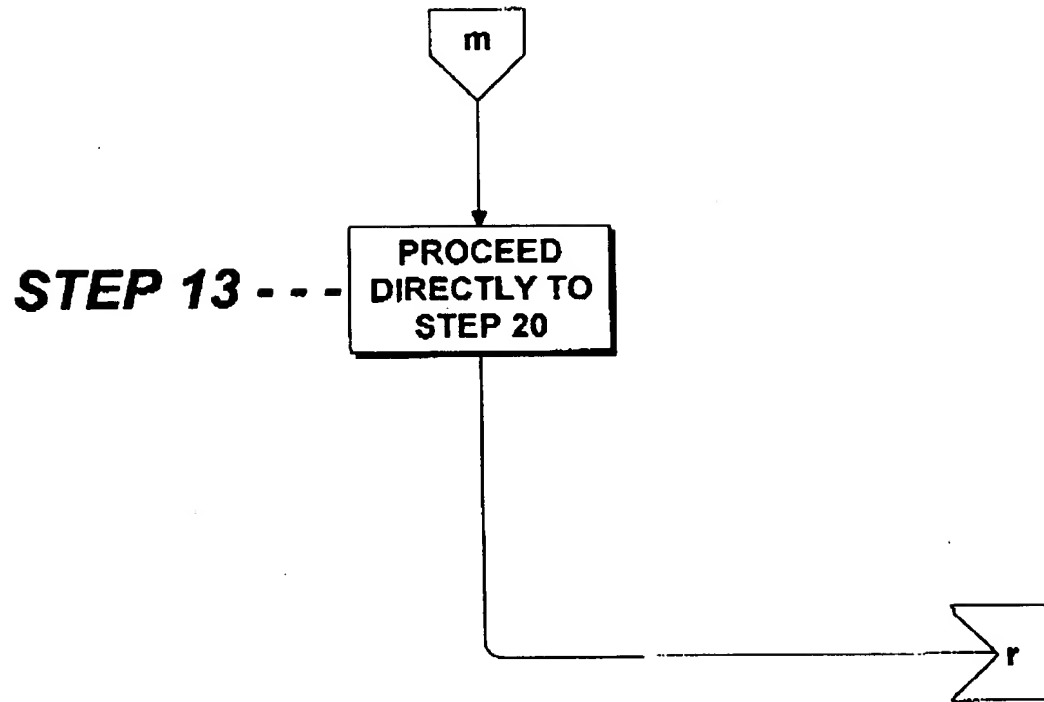 m
STEP 13 - - -
PROCEED
DIRECTLY TO
STEP 20
r